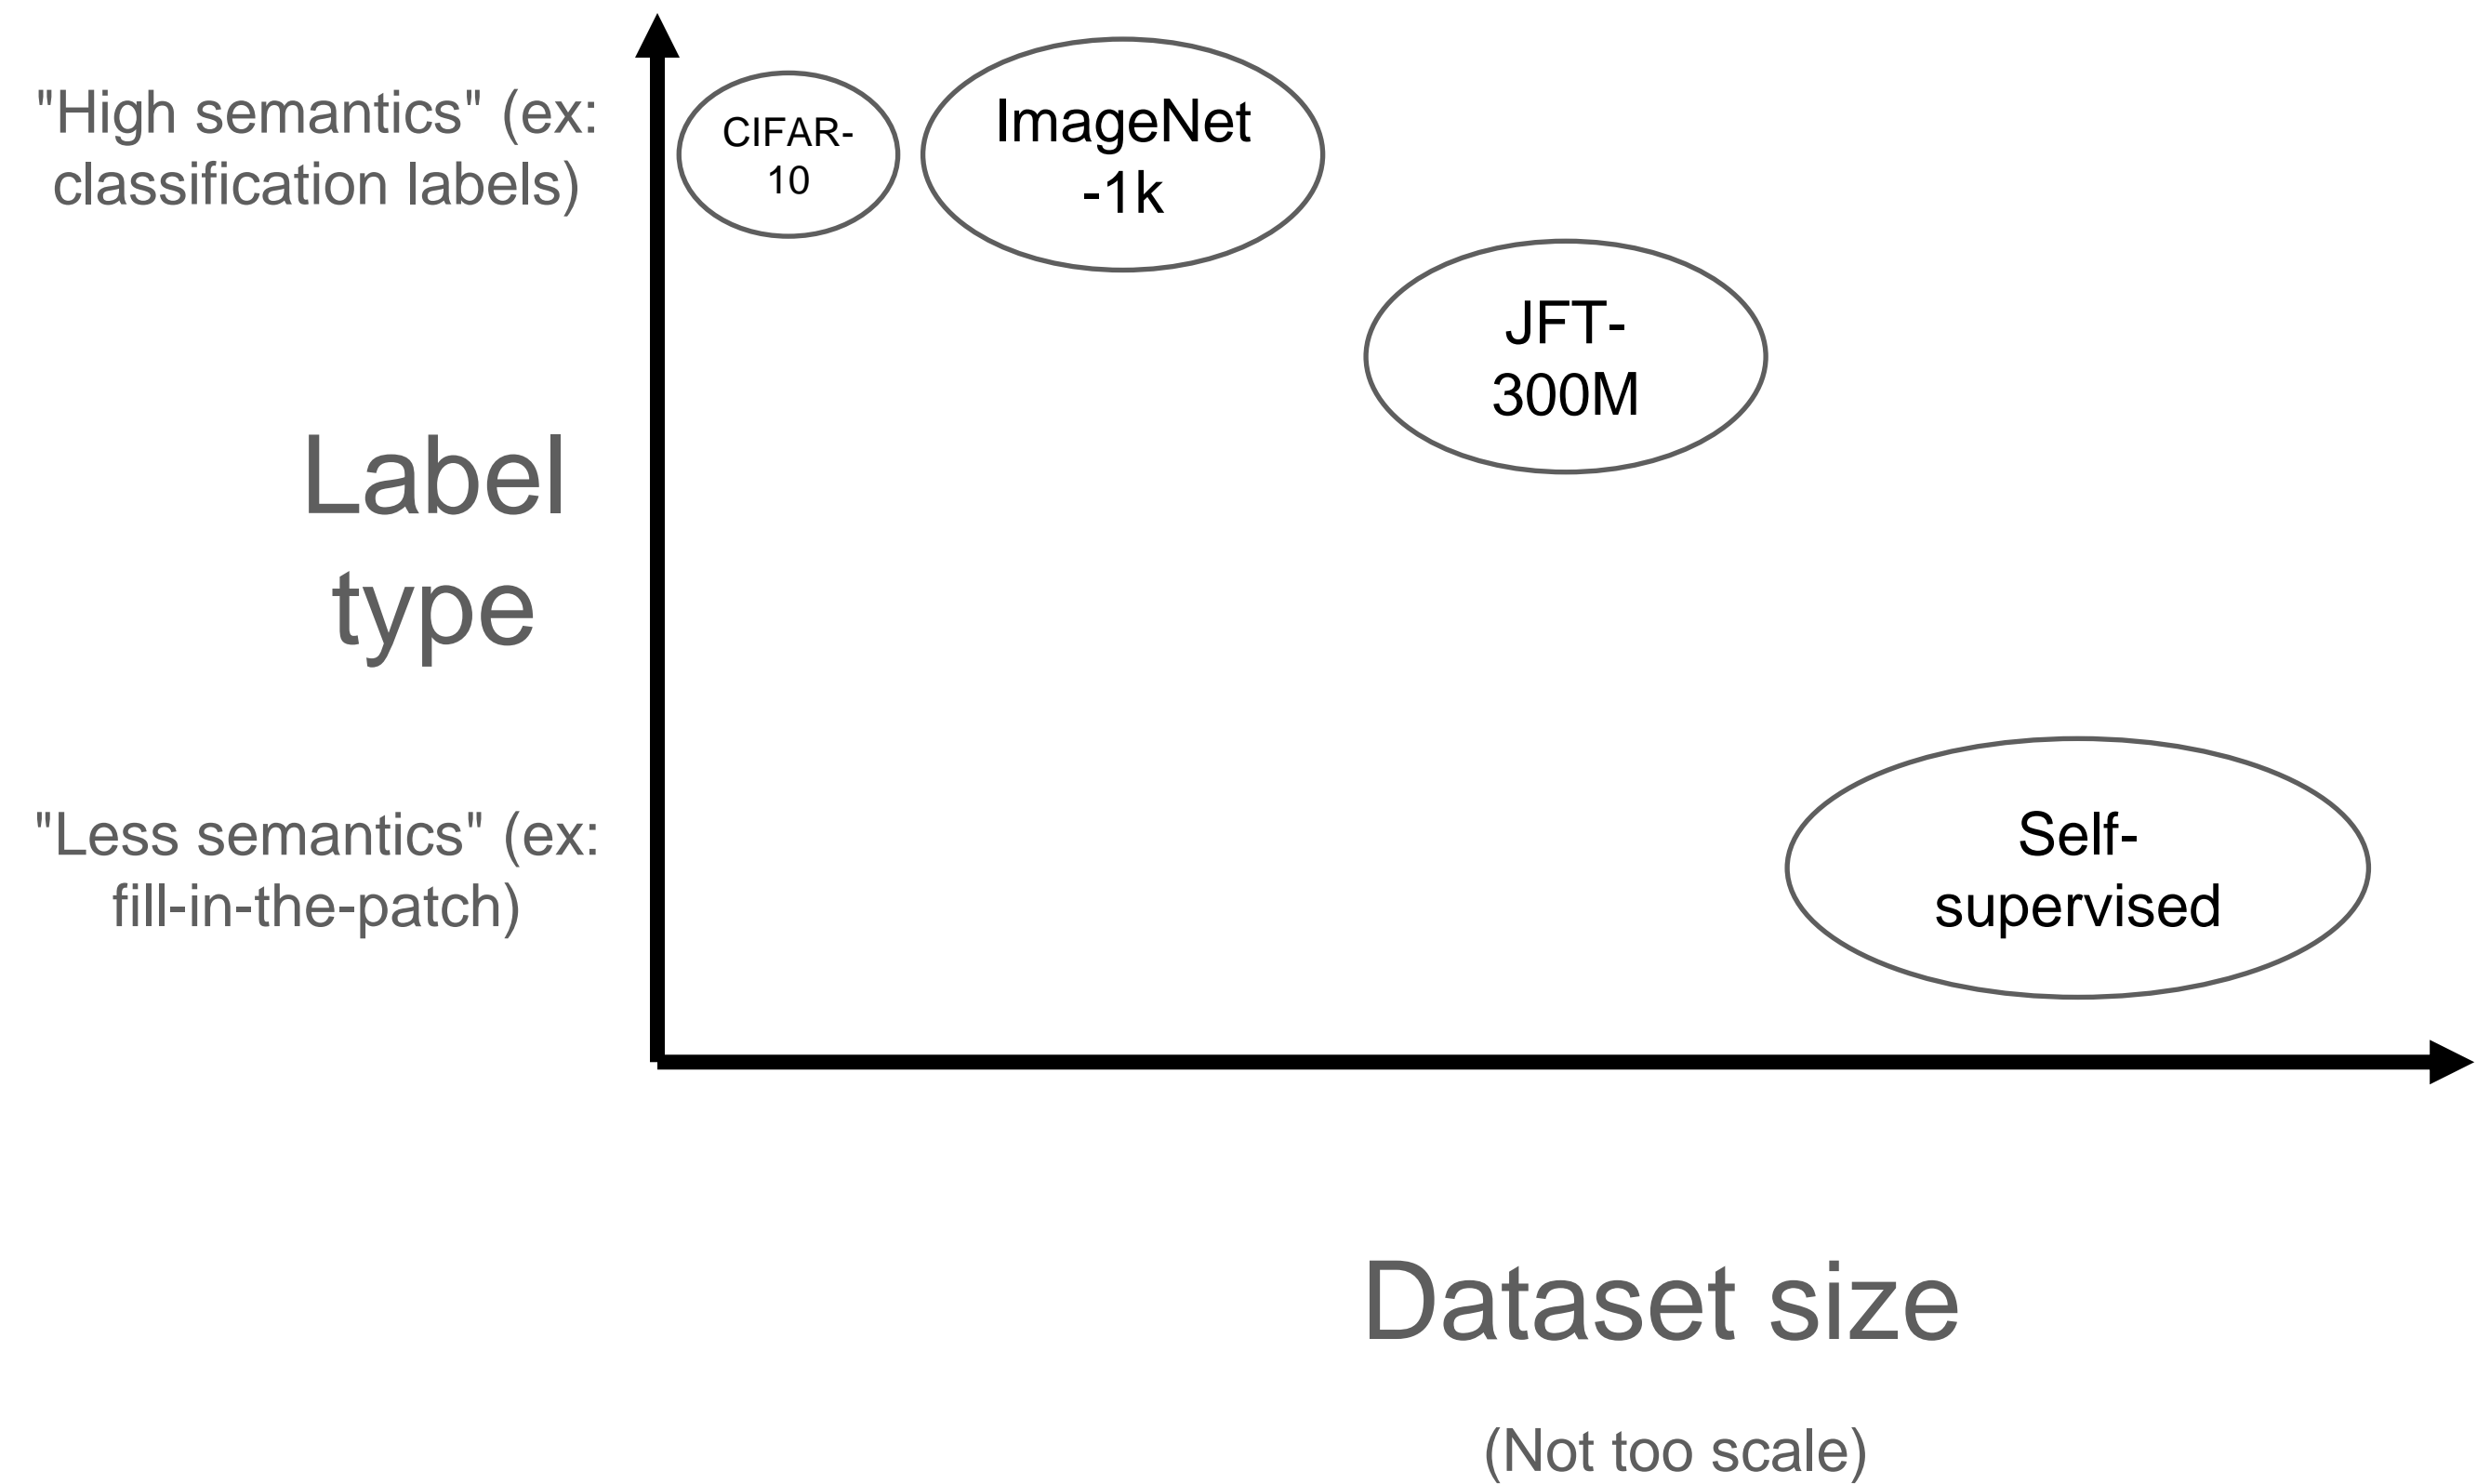 "High semantics" (ex:
classification labels)
CIFAR-
10
ImageNet
-1k
JFT-
300M
Label
type
"Less semantics" (ex:
fill-in-the-patch)
Self-
supervised
Dataset size
(Not too scale)